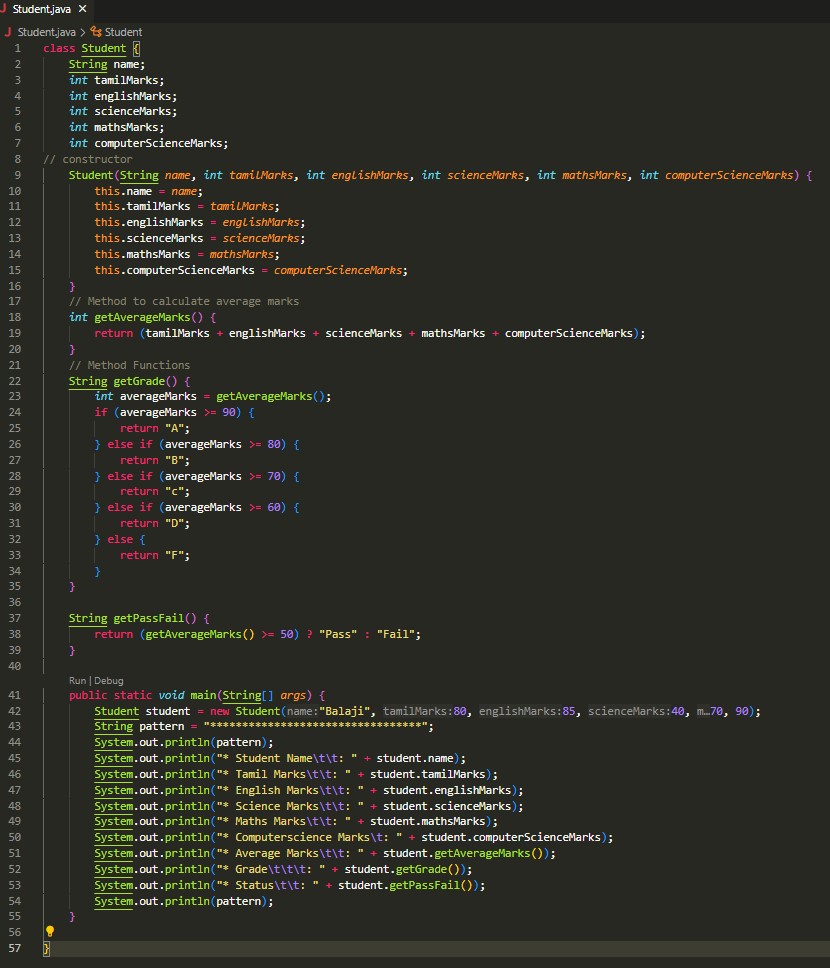 Student.java ×
Student.java > Student
1 class Student {
2     String name;
3     int tamilMarks;
4     int englishMarks;
5     int scienceMarks;
6     int mathsMarks;
7     int computerScienceMarks;
8 // constructor
9     Student(String name, int tamilMarks, int englishMarks, int scienceMarks, int mathsMarks, int computerScienceMarks) {
10         this.name = name;
11         this.tamilMarks = tamilMarks;
12         this.englishMarks = englishMarks;
13         this.scienceMarks = scienceMarks;
14         this.mathsMarks = mathsMarks;
15         this.computerScienceMarks = computerScienceMarks;
16     }
17     // Method to calculate average marks
18     int getAverageMarks() {
19         return (tamilMarks + englishMarks + scienceMarks + mathsMarks + computerScienceMarks);
20     }
21     // Method Functions
22     String getGrade() {
23         int averageMarks = getAverageMarks();
24         if (averageMarks >= 90) {
25             return "A";
26         } else if (averageMarks >= 80) {
27             return "B";
28         } else if (averageMarks >= 70) {
29             return "c";
30         } else if (averageMarks >= 60) {
31             return "D";
32         } else {
33             return "F";
34         }
35     }
36
37     String getPassFail() {
38         return (getAverageMarks() >= 50) ? "Pass" : "Fail";
39     }
40
Run | Debug
41     public static void main(String[] args) {
42         Student student = new Student(name:"Balaji", tamilMarks:80, englishMarks:85, scienceMarks:40, m…70, 90);
43         String pattern = "*********************************";
44         System.out.println(pattern);
45         System.out.println("* Student Name\t\t: " + student.name);
46         System.out.println("* Tamil Marks\t\t: " + student.tamilMarks);
47         System.out.println("* English Marks\t\t: " + student.englishMarks);
48         System.out.println("* Science Marks\t\t: " + student.scienceMarks);
49         System.out.println("* Maths Marks\t\t: " + student.mathsMarks);
50         System.out.println("* Computerscience Marks\t: " + student.computerScienceMarks);
51         System.out.println("* Average Marks\t\t: " + student.getAverageMarks());
52         System.out.println("* Grade\t\t\t: " + student.getGrade());
53         System.out.println("* Status\t\t: " + student.getPassFail());
54         System.out.println(pattern);
55     }
56
57 }